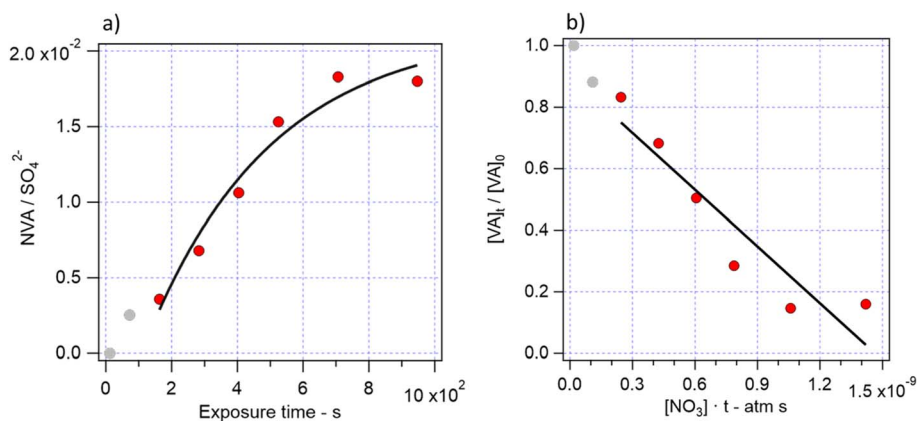 a)
2.0 x10⁻²
1.5
1.0
0.5
0.0
NVA / SO₄²⁻
0 2 4 6 8 10 x10²
Exposure time - s
b)
1.0
0.8
0.6
0.4
0.2
0.0
[VA]t / [VA]₀
0.0 0.3 0.6 0.9 1.2 1.5 x10⁻⁹
[NO₃] · t - atm s